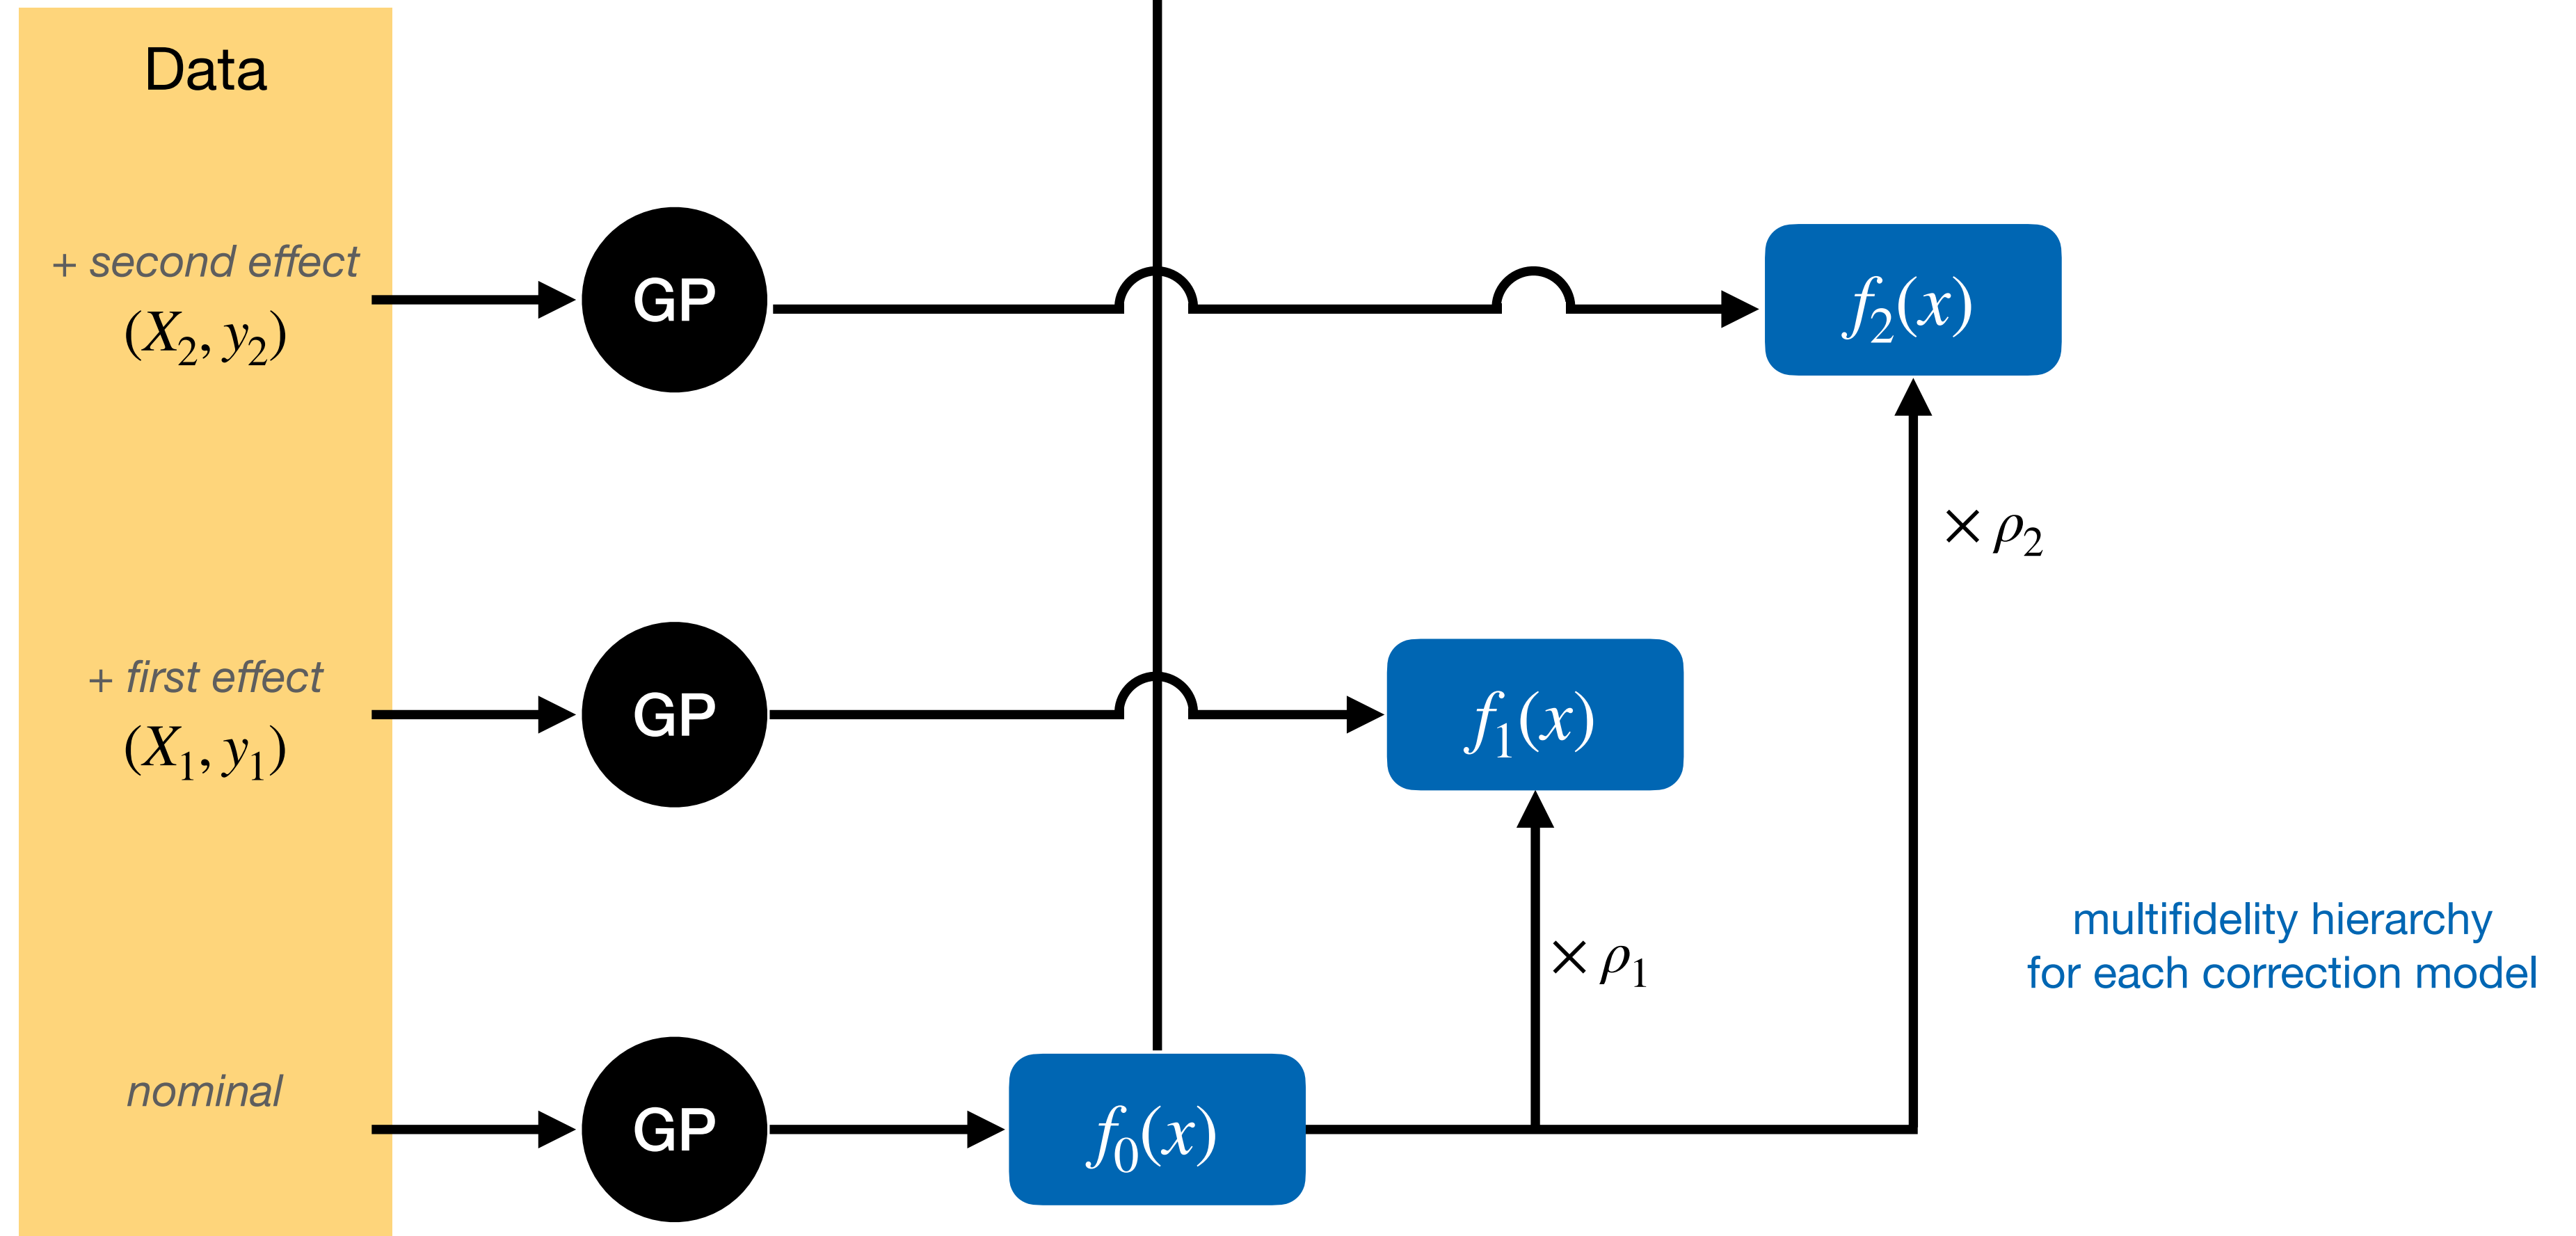 Data
+ second effect
(X₂, y₂)
GP
f₂(x)
× ρ₂
+ first effect
(X₁, y₁)
GP
f₁(x)
× ρ₁
multifidelity hierarchy
for each correction model
nominal
GP
f₀(x)